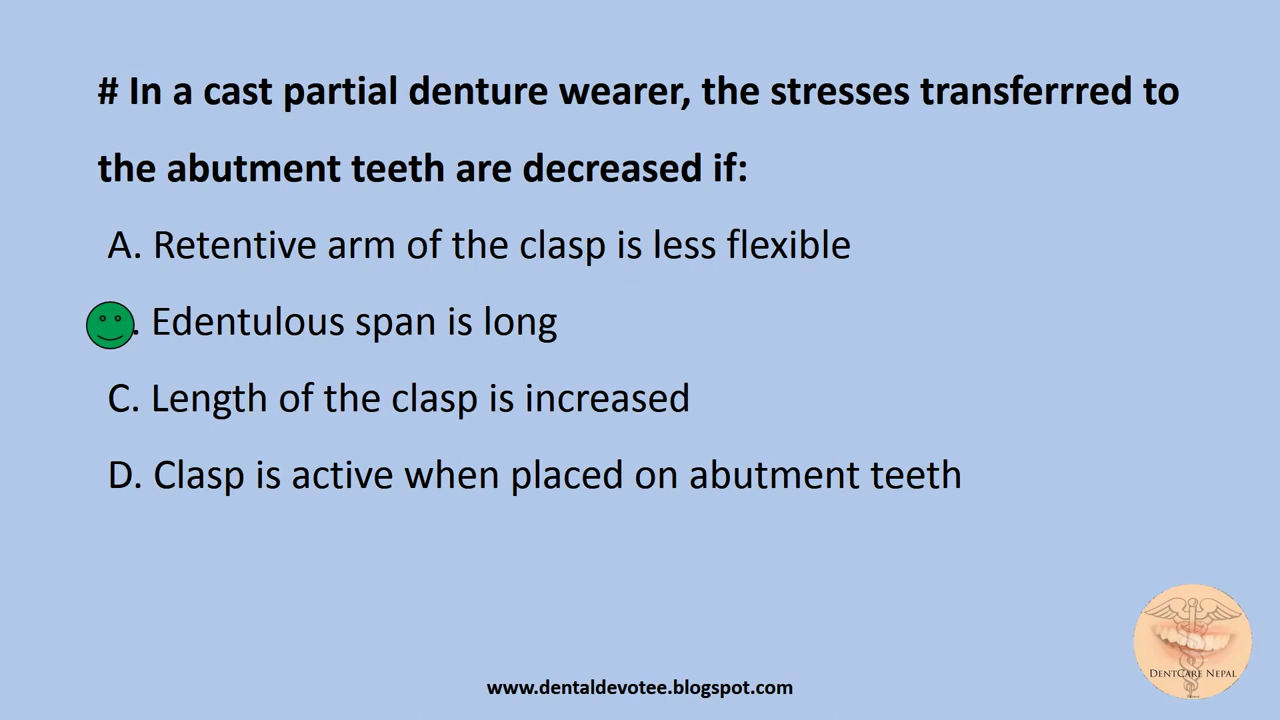 # In a cast partial denture wearer, the stresses transferrred to
the abutment teeth are decreased if:
A. Retentive arm of the clasp is less flexible
. Edentulous span is long
C. Length of the clasp is increased
D. Clasp is active when placed on abutment teeth
DENTCARE NEPAL
www.dentaldevotee.blogspot.com